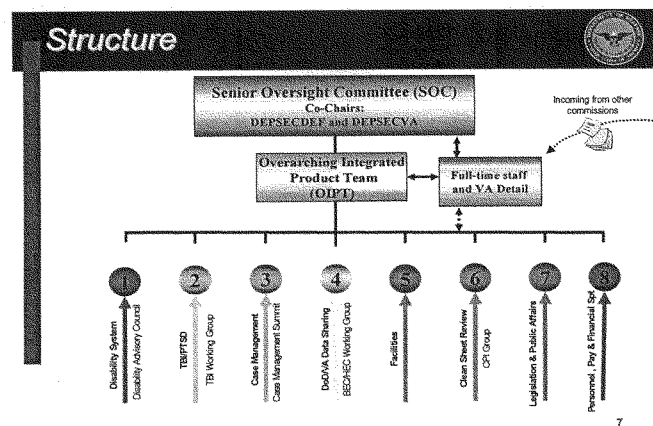 Structure
Senior Oversight Committee (SOC)
Co-Chairs:
DEPSECDEF and DEPSECVA
Incoming from other
commissions
Overarching Integrated
Product Team
(OIPT)
Full-time staff
and VA Detail
1
2
3
4
5
6
7
8
Disability System
Disability Advisory Council
TBI/PTSD
TBI Working Group
Case Management
Case Management Summit
DoD/VA Data Sharing
BEC/HEC Working Group
Facilities
Clean Sheet Review
CPI Group
Legislation & Public Affairs
Personnel, Pay & Financial Spt
7